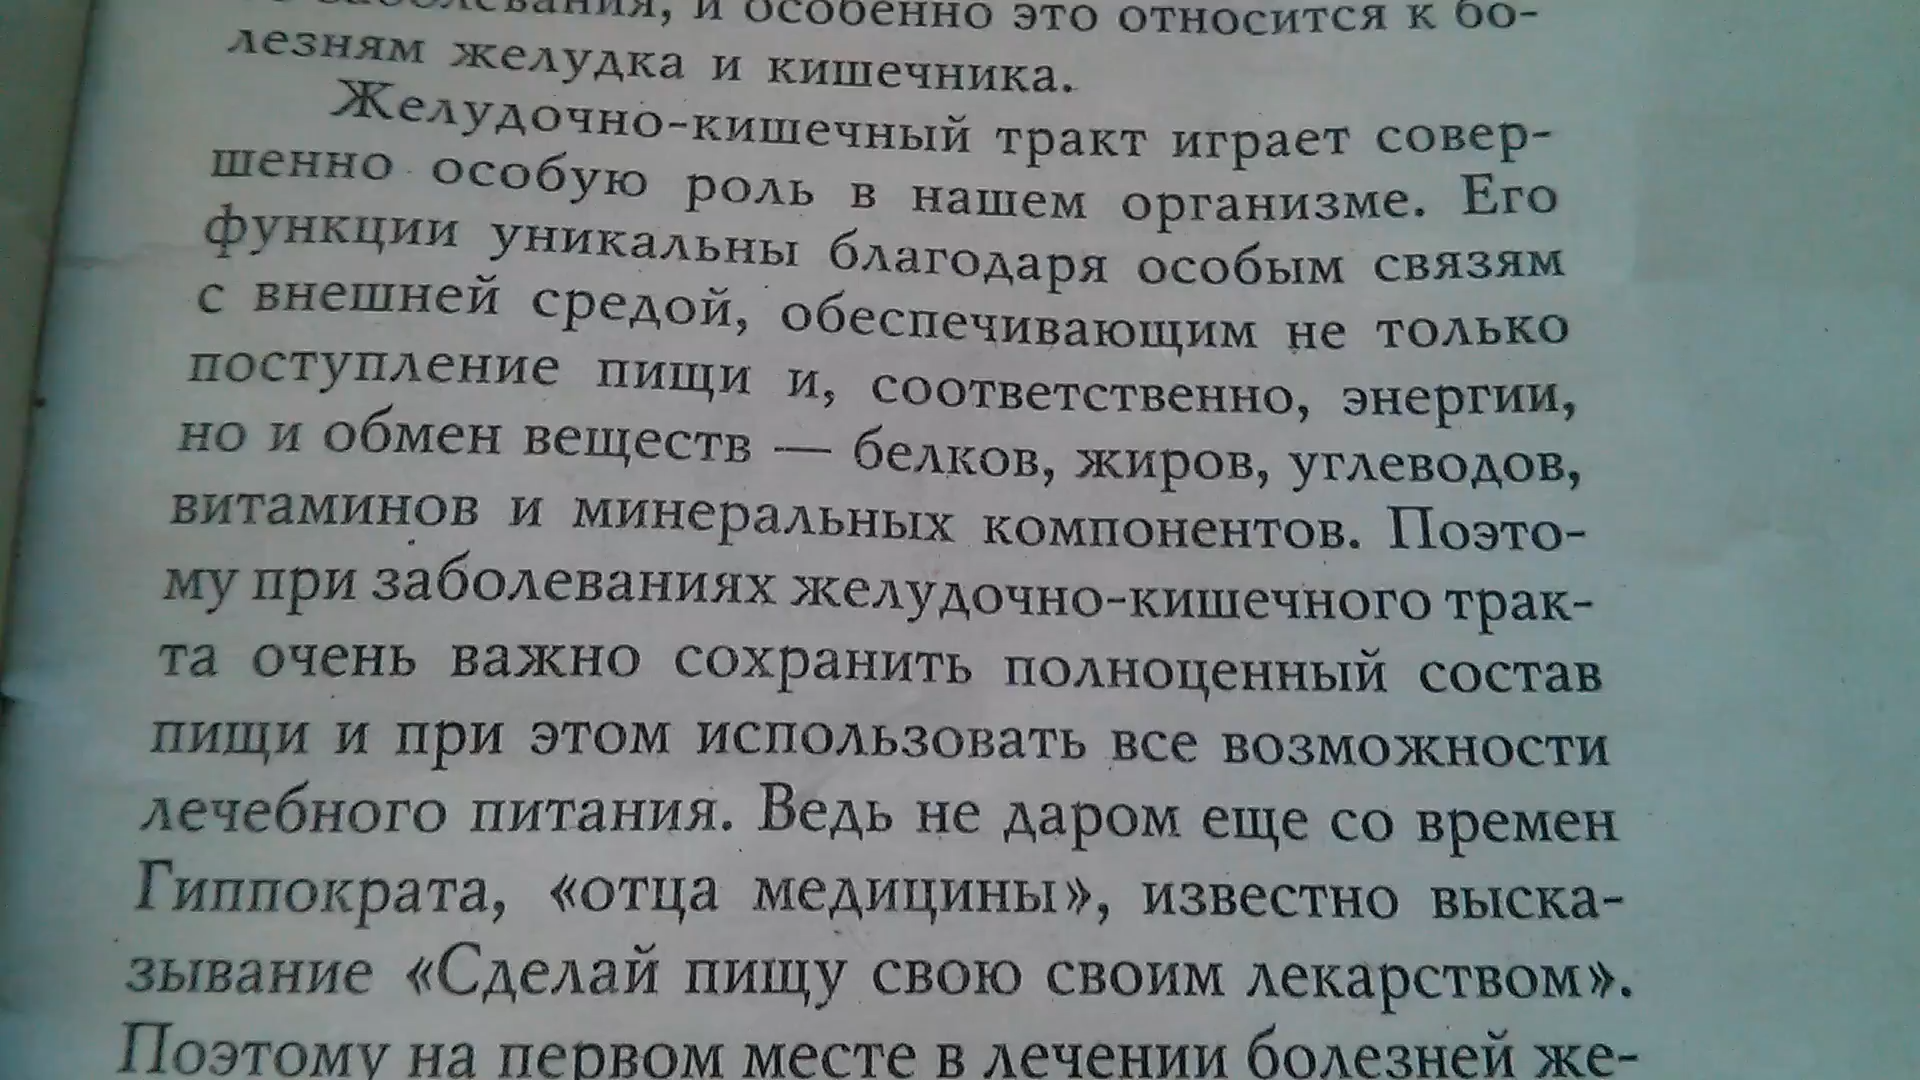 заболевания, и особенно это относится к бо-
лезням желудка и кишечника.
Желудочно-кишечный тракт играет совер-
шенно особую роль в нашем организме. Его
функции уникальны благодаря особым связям
с внешней средой, обеспечивающим не только
поступление пищи и, соответственно, энергии,
но и обмен веществ — белков, жиров, углеводов,
витаминов и минеральных компонентов. Поэто-
му при заболеваниях желудочно-кишечного трак-
та очень важно сохранить полноценный состав
пищи и при этом использовать все возможности
лечебного питания. Ведь не даром еще со времен
Гиппократа, «отца медицины», известно выска-
зывание «Сделай пищу свою своим лекарством».
Поэтому на первом месте в лечении болезней же-